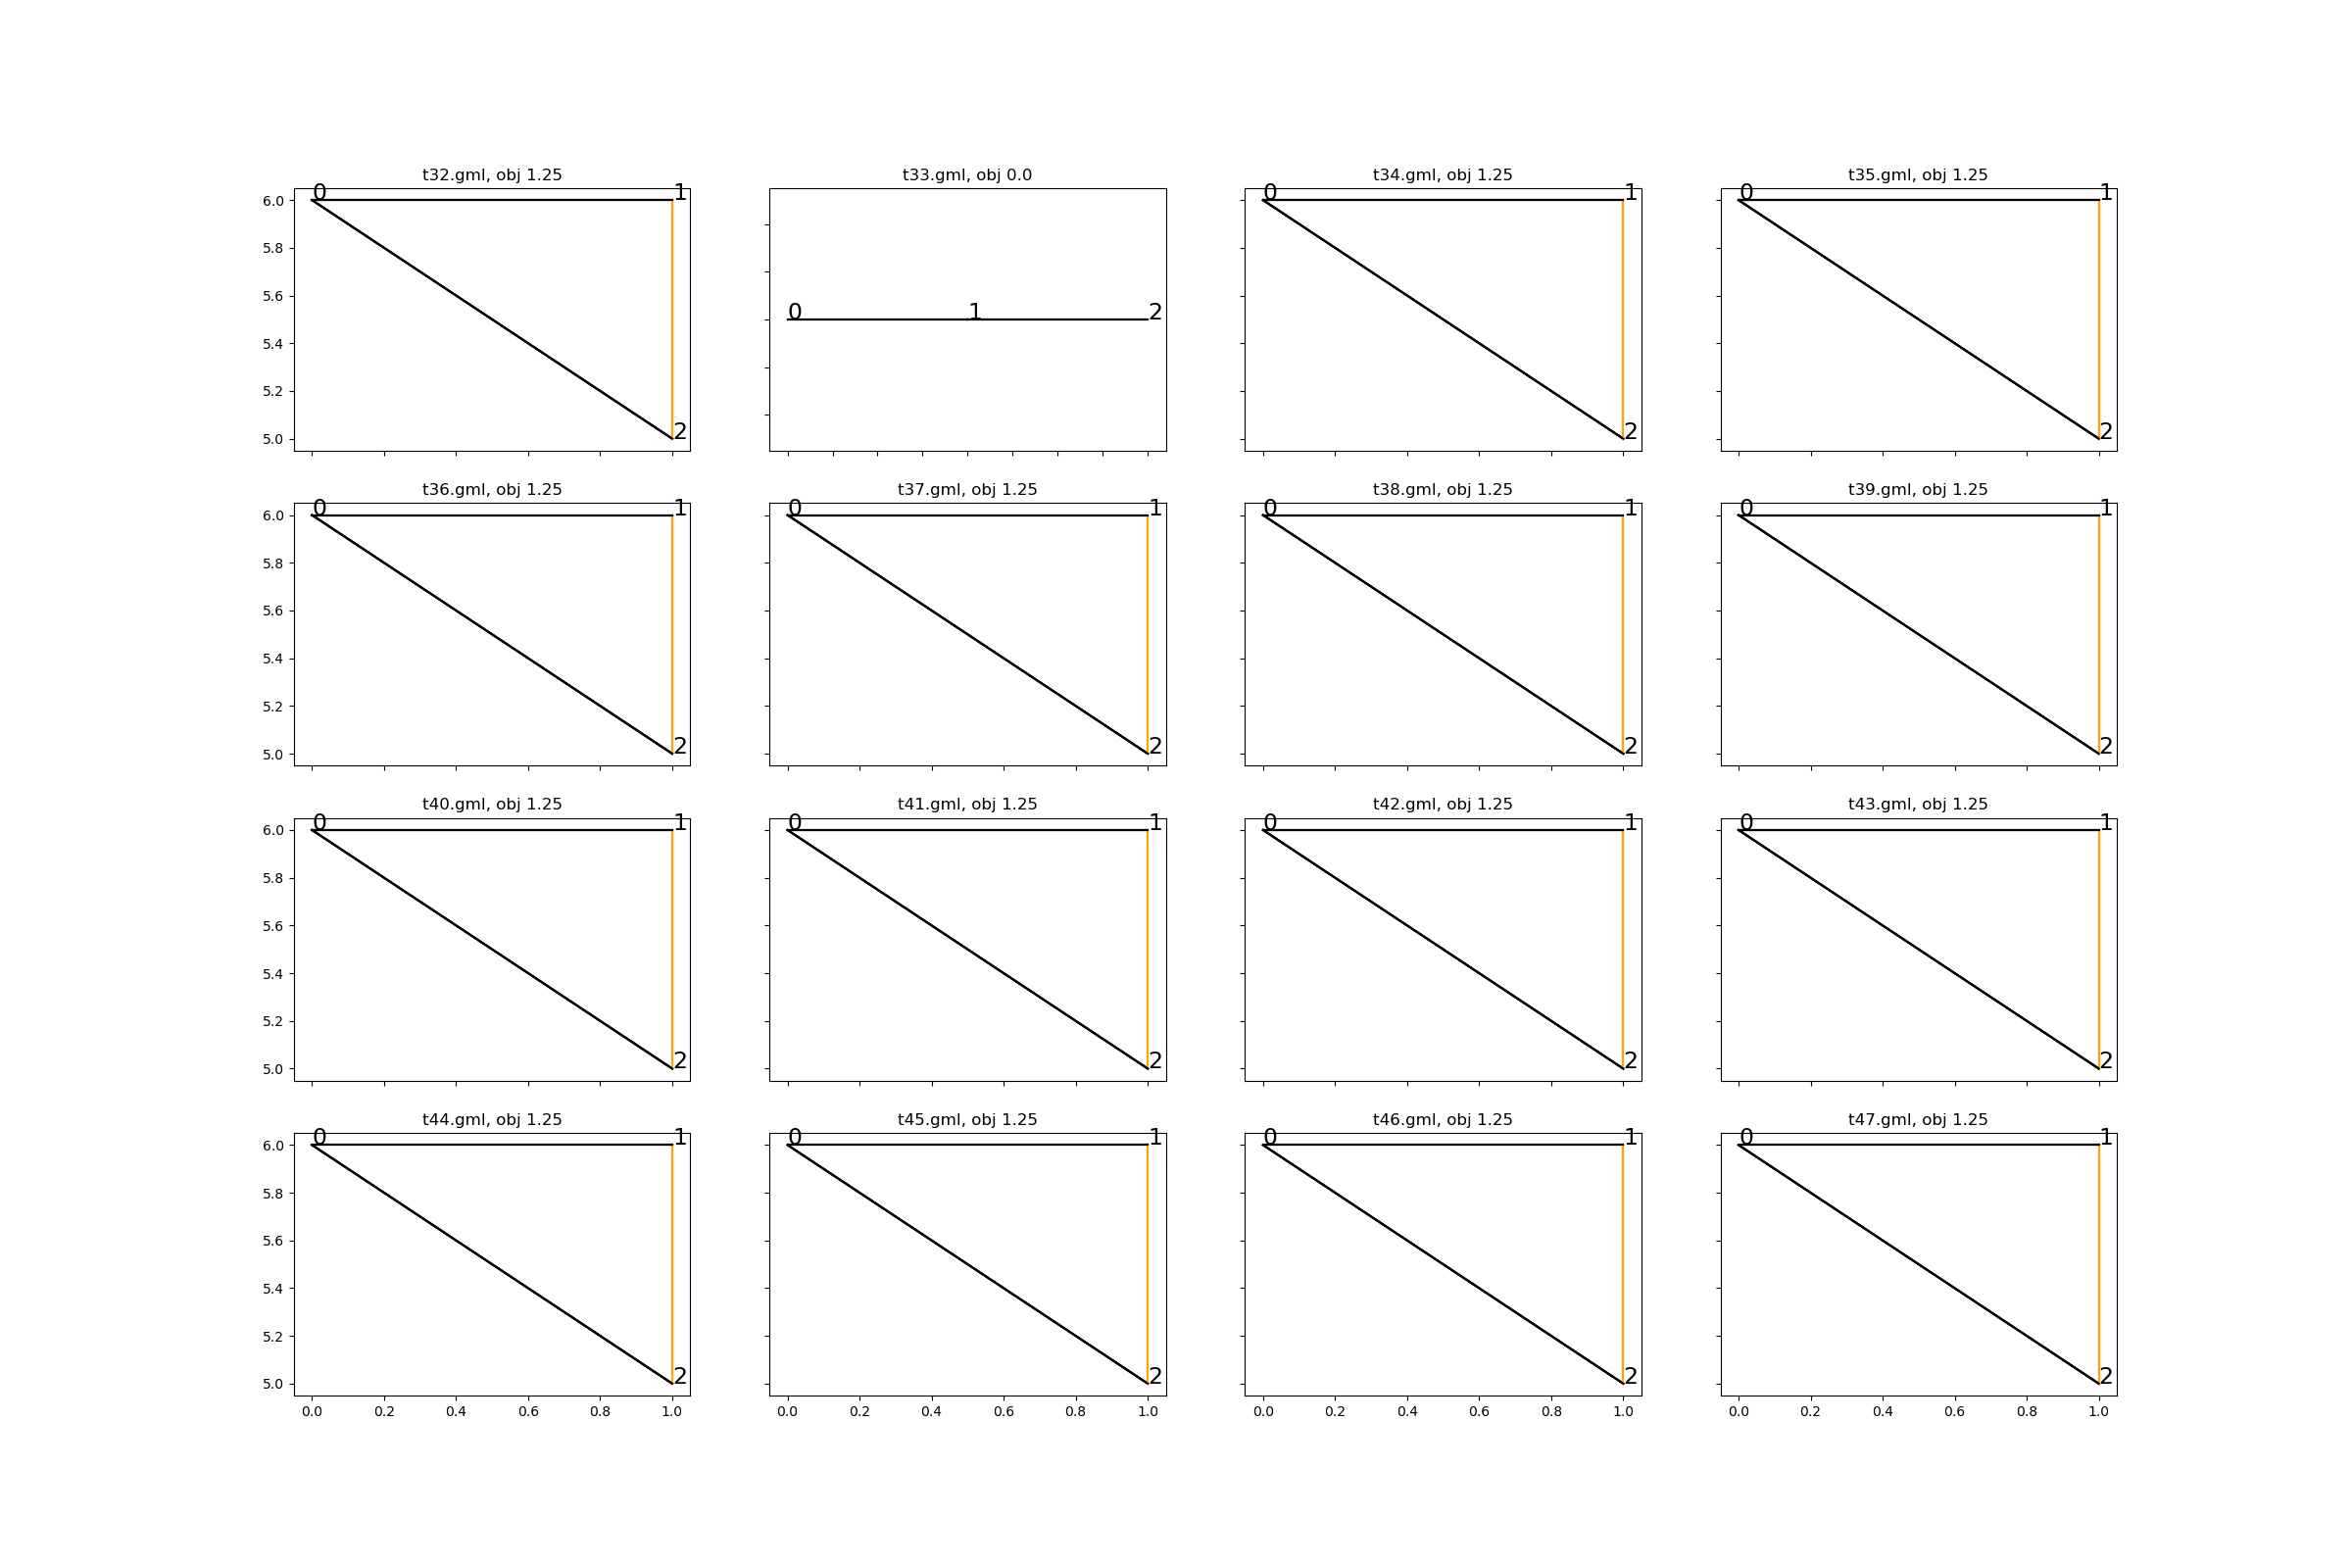 t32.gml, obj 1.25 t33.gml, obj 0.0 t34.gml, obj 1.25 t35.gml, obj 1.25
6.0 0 1 0 1 0 1
5.8
5.6
0 1 2
5.4
5.2
5.0 2 2 2
t36.gml, obj 1.25 t37.gml, obj 1.25 t38.gml, obj 1.25 t39.gml, obj 1.25
6.0 0 1 0 1 0 1 0 1
5.8
5.6
5.4
5.2
5.0 2 2 2 2
t40.gml, obj 1.25 t41.gml, obj 1.25 t42.gml, obj 1.25 t43.gml, obj 1.25
6.0 0 1 0 1 0 1 0 1
5.8
5.6
5.4
5.2
5.0 2 2 2 2
t44.gml, obj 1.25 t45.gml, obj 1.25 t46.gml, obj 1.25 t47.gml, obj 1.25
6.0 0 1 0 1 0 1 0 1
5.8
5.6
5.4
5.2
5.0 2 2 2 2
0.0 0.2 0.4 0.6 0.8 1.0 0.0 0.2 0.4 0.6 0.8 1.0 0.0 0.2 0.4 0.6 0.8 1.0 0.0 0.2 0.4 0.6 0.8 1.0